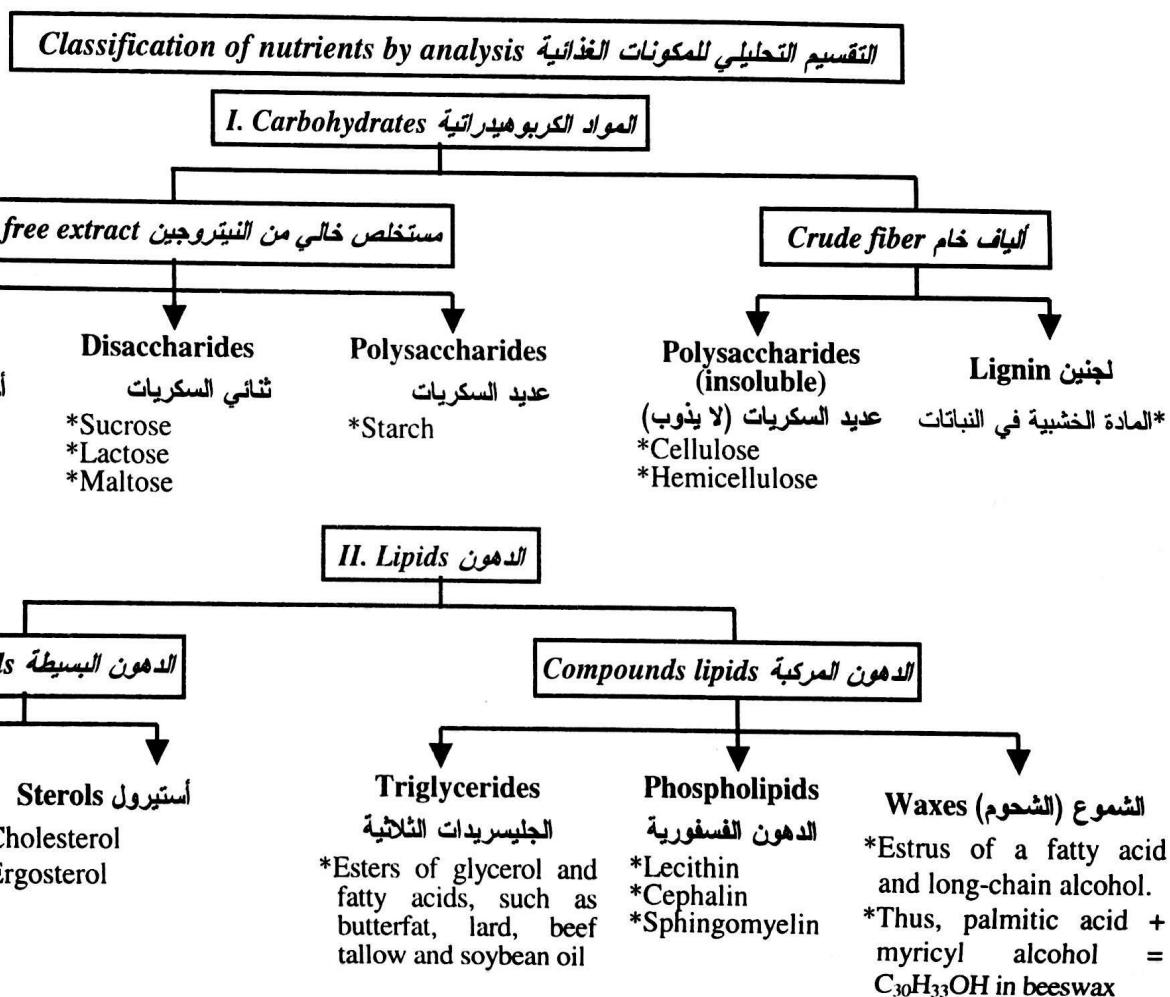 Classification of nutrients by analysis التقسيم التحليلي للمكونات الغذائية
I. Carbohydrates المواد الكربوهيدراتية
free extract مستخلص خالي من النيتروجين
Crude fiber ألياف خام
Disaccharides
ثنائي السكريات
*Sucrose
*Lactose
*Maltose
Polysaccharides
عديد السكريات
*Starch
Polysaccharides
(insoluble)
عديد السكريات (لا يذوب)
*Cellulose
*Hemicellulose
Lignin لجنين
*المادة الخشبية في النباتات
II. Lipids الدهون
الدهون البسيطة
Compounds lipids الدهون المركبة
Sterols أستيرول
Cholesterol
Ergosterol
Triglycerides
الجليسريدات الثلاثية
*Esters of glycerol and
fatty acids, such as
butterfat, lard, beef
tallow and soybean oil
Phospholipids
الدهون الفسفورية
*Lecithin
*Cephalin
*Sphingomyelin
Waxes الشموع (الشحوم)
*Estrus of a fatty acid
and long-chain alcohol.
*Thus, palmitic acid +
myricyl alcohol =
C₃₀H₃₃OH in beeswax